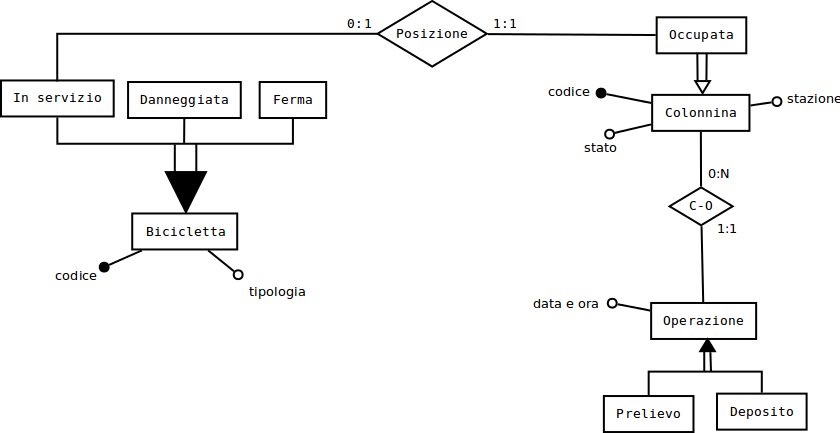 0:1
Posizione
1:1
Occupata
In servizio
Danneggiata
Ferma
codice
Colonnina
stazione
stato
0:N
C-O
1:1
Bicicletta
codice
tipologia
data e ora
Operazione
Prelievo
Deposito